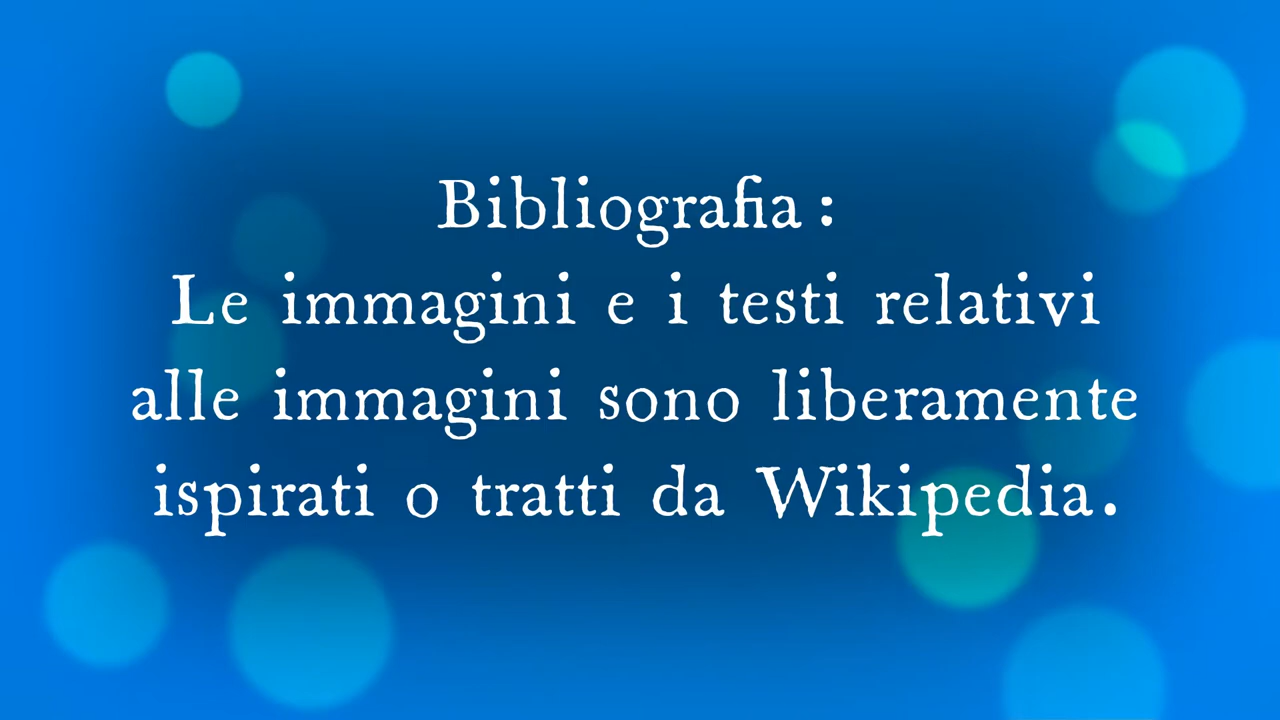 Bibliografia :
Le immagini e i testi relativi
alle immagini sono liberamente
ispirati o tratti da Wikipedia.